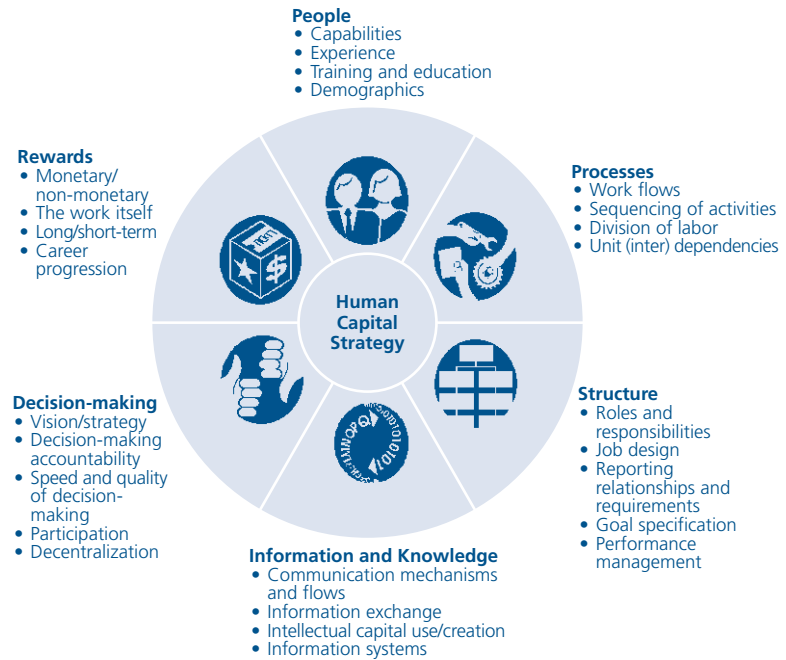 People
• Capabilities
• Experience
• Training and education
• Demographics
Rewards
• Monetary/
non-monetary
• The work itself
• Long/short-term
• Career
progression
Processes
• Work flows
• Sequencing of activities
• Division of labor
• Unit (inter) dependencies
Human
Capital
Strategy
Decision-making
• Vision/strategy
• Decision-making
accountability
• Speed and quality
of decision-
making
• Participation
• Decentralization
Structure
• Roles and
responsibilities
• Job design
• Reporting
relationships and
requirements
• Goal specification
• Performance
management
Information and Knowledge
• Communication mechanisms
and flows
• Information exchange
• Intellectual capital use/creation
• Information systems